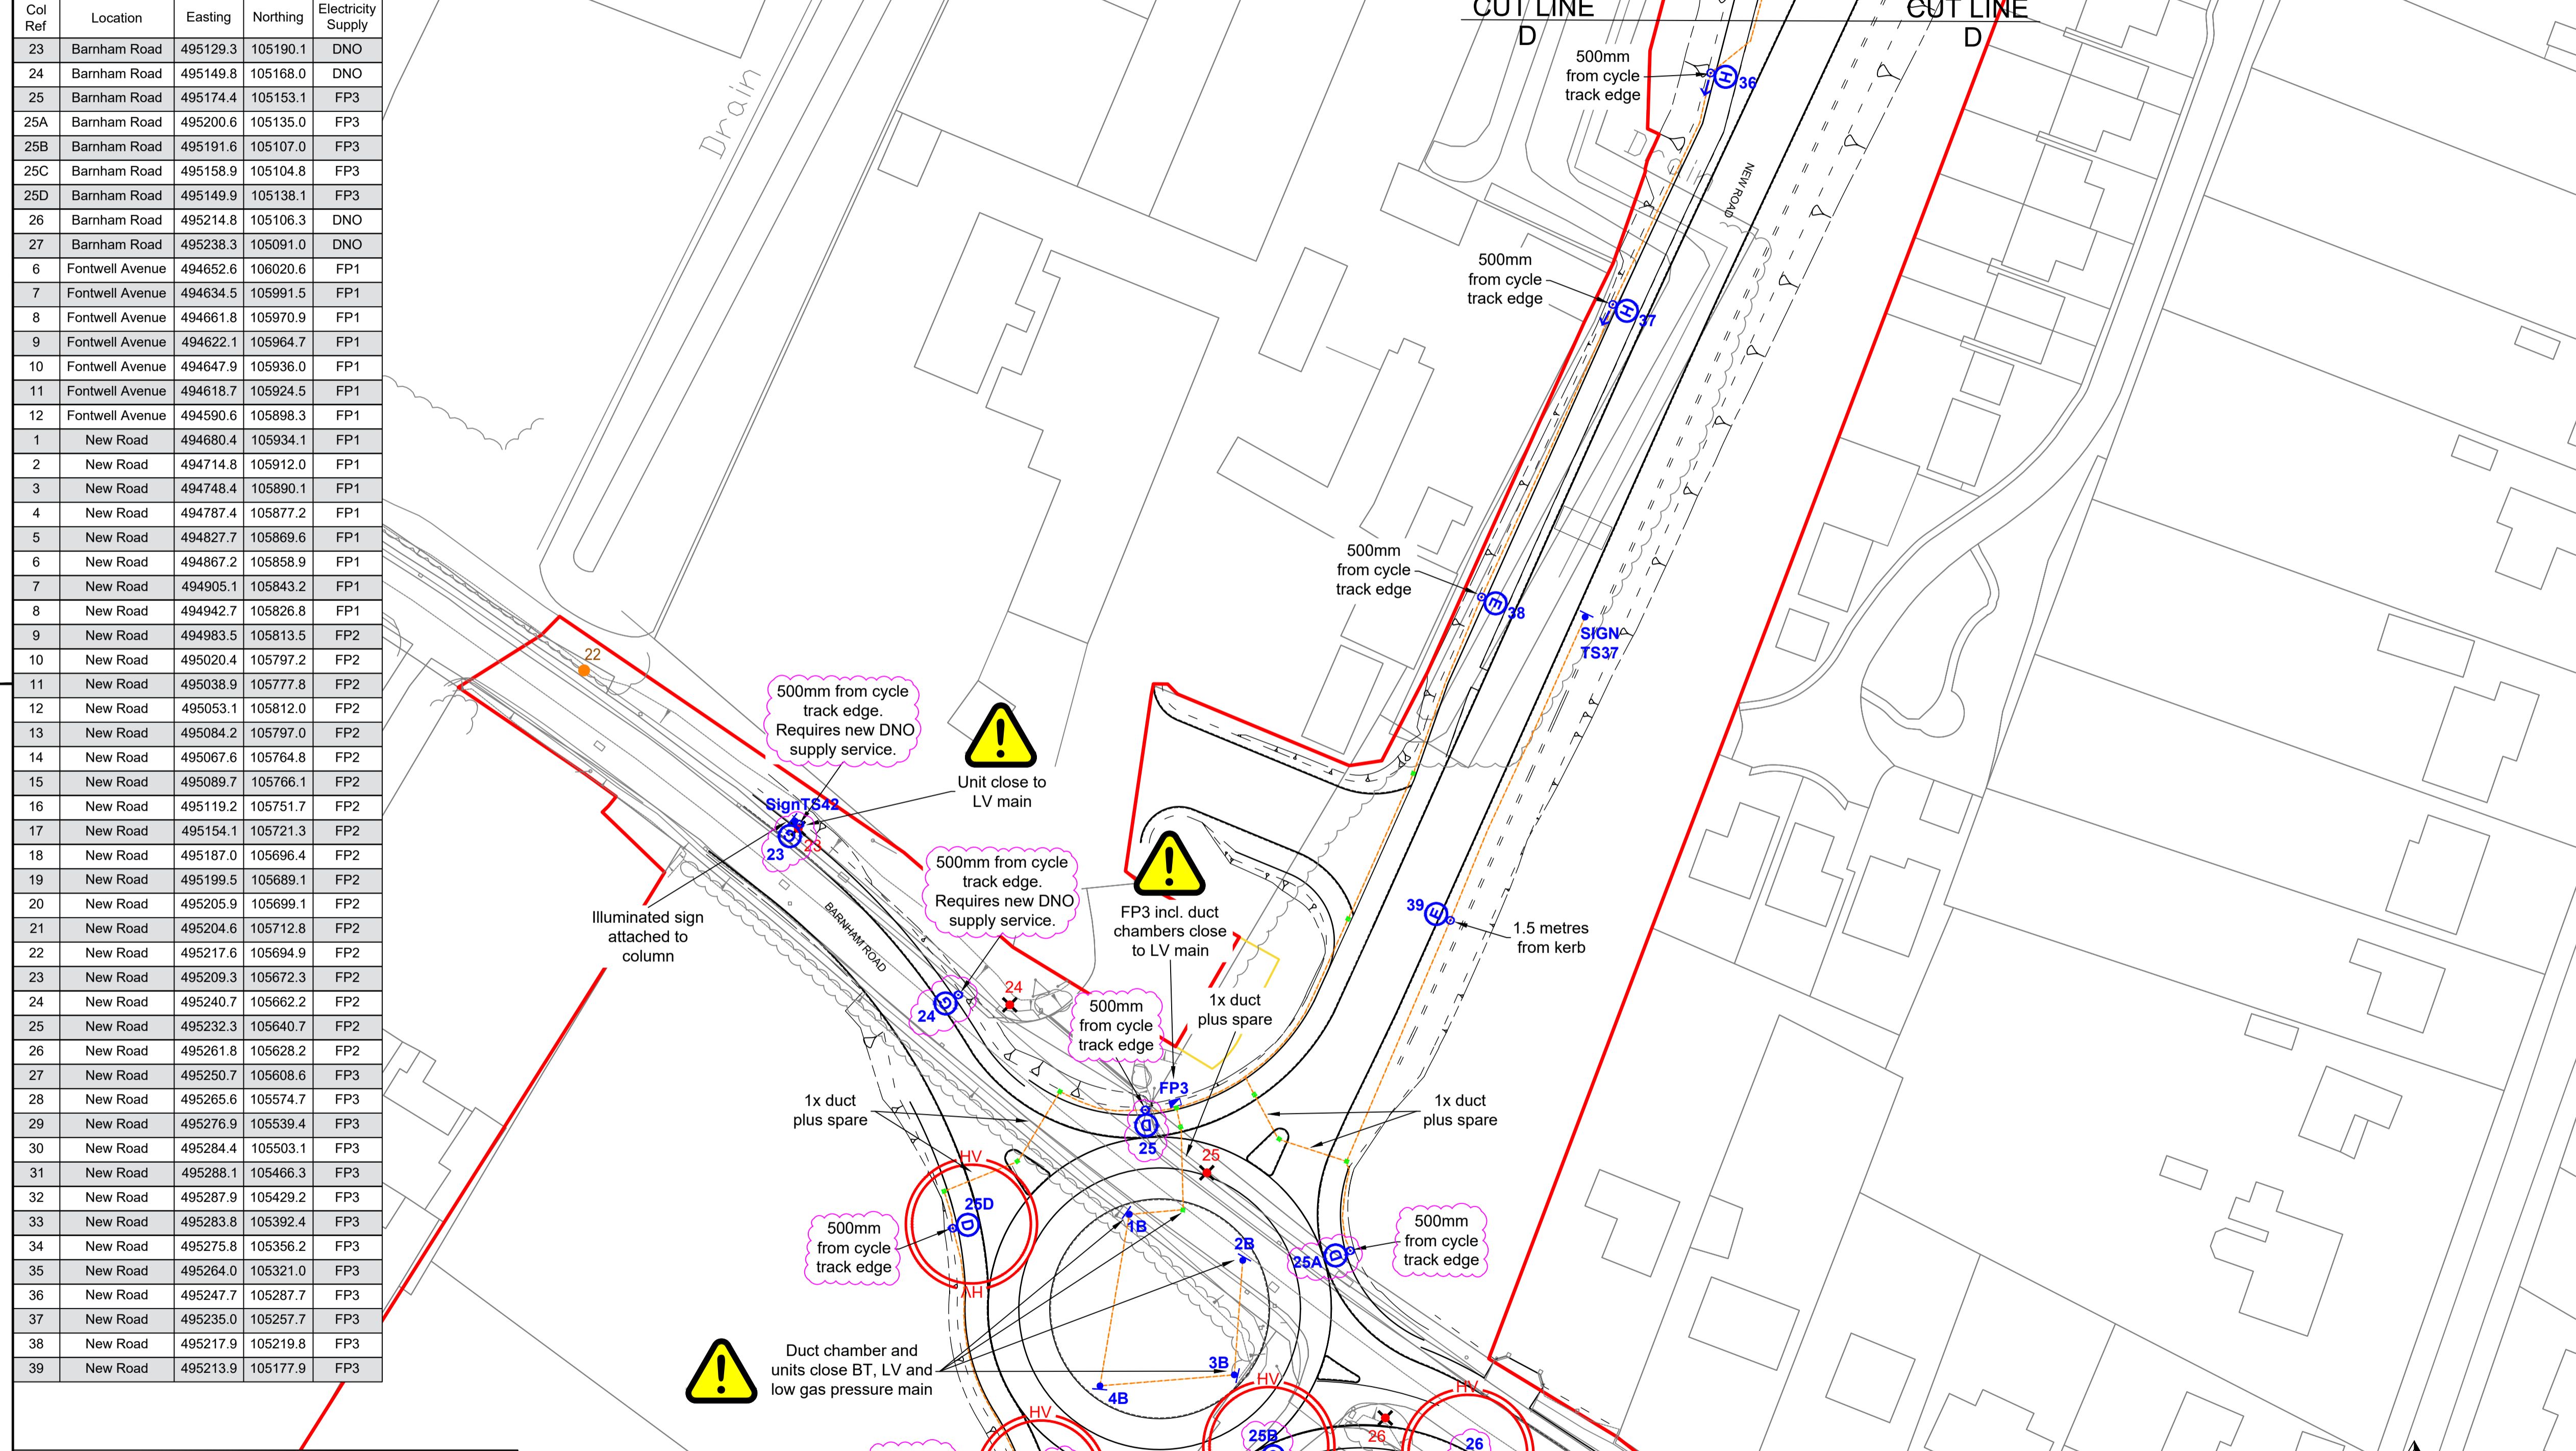 Col Ref Location Easting Northing Electricity Supply
23 Barnham Road 495129.3 105190.1 DNO
24 Barnham Road 495149.8 105168.0 DNO
25 Barnham Road 495174.4 105153.1 FP3
25A Barnham Road 495200.6 105135.0 FP3
25B Barnham Road 495191.6 105107.0 FP3
25C Barnham Road 495158.9 105104.8 FP3
25D Barnham Road 495149.9 105138.1 FP3
26 Barnham Road 495214.8 105106.3 DNO
27 Barnham Road 495238.3 105091.0 DNO
6 Fontwell Avenue 494652.6 106020.6 FP1
7 Fontwell Avenue 494634.5 105991.5 FP1
8 Fontwell Avenue 494661.8 105970.9 FP1
9 Fontwell Avenue 494622.1 105964.7 FP1
10 Fontwell Avenue 494647.9 105936.0 FP1
11 Fontwell Avenue 494618.7 105924.5 FP1
12 Fontwell Avenue 494590.6 105898.3 FP1
1 New Road 494680.4 105934.1 FP1
2 New Road 494714.8 105912.0 FP1
3 New Road 494748.4 105890.1 FP1
4 New Road 494787.4 105877.2 FP1
5 New Road 494827.7 105869.6 FP1
6 New Road 494867.2 105858.9 FP1
7 New Road 494905.1 105843.2 FP1
8 New Road 494942.7 105826.8 FP1
9 New Road 494983.5 105813.5 FP2
10 New Road 495020.4 105797.2 FP2
11 New Road 495038.9 105777.8 FP2
12 New Road 495053.1 105812.0 FP2
13 New Road 495084.2 105797.0 FP2
14 New Road 495067.6 105764.8 FP2
15 New Road 495089.7 105766.1 FP2
16 New Road 495119.2 105751.7 FP2
17 New Road 495154.1 105721.3 FP2
18 New Road 495187.0 105696.4 FP2
19 New Road 495199.5 105689.1 FP2
20 New Road 495205.9 105699.1 FP2
21 New Road 495204.6 105712.8 FP2
22 New Road 495217.6 105694.9 FP2
23 New Road 495209.3 105672.3 FP2
24 New Road 495240.7 105662.2 FP2
25 New Road 495232.3 105640.7 FP2
26 New Road 495261.8 105628.2 FP2
27 New Road 495250.7 105608.6 FP3
28 New Road 495265.6 105574.7 FP3
29 New Road 495276.9 105539.4 FP3
30 New Road 495284.4 105503.1 FP3
31 New Road 495288.1 105466.3 FP3
32 New Road 495287.9 105429.2 FP3
33 New Road 495283.8 105392.4 FP3
34 New Road 495275.8 105356.2 FP3
35 New Road 495264.0 105321.0 FP3
36 New Road 495247.7 105287.7 FP3
37 New Road 495235.0 105257.7 FP3
38 New Road 495217.9 105219.8 FP3
39 New Road 495213.9 105177.9 FP3
CUT LINE
D
CUT LINE
D
500mm
from cycle
track edge
H 36
Drain
NEW ROAD
500mm
from cycle
track edge
H 37
500mm
from cycle
track edge
E 38
SIGN
TS37
22
500mm from cycle
track edge.
Requires new DNO
supply service.
!
Unit close to
LV main
SignTS42
G
23
23
Illuminated sign
attached to
column
BARNHAM ROAD
500mm from cycle
track edge.
Requires new DNO
supply service.
!
FP3 incl. duct
chambers close
to LV main
39 E
1.5 metres
from kerb
G
24
24
500mm
from cycle
track edge
1x duct
plus spare
FP3
D
25
25
1x duct
plus spare
1x duct
plus spare
HV
25D
D
HV
500mm
from cycle
track edge
1B
2B
3B
4B
25A D
500mm
from cycle
track edge
!
Duct chamber and
units close BT, LV and
low gas pressure main
HV
HV
25B
HV
26
26